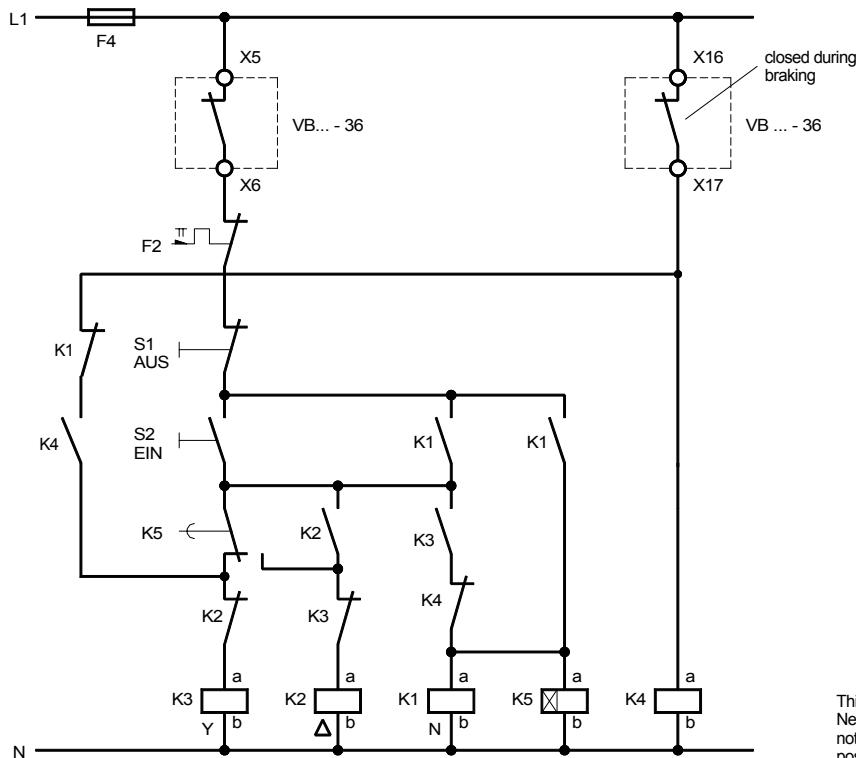 L1
F4
X5
X16
closed during
braking
VB... - 36
VB ... - 36
X6
X17
F2
K1
S1
AUS
K4
S2
EIN
K1
K1
K5
K2
K3
K2
K3
K4
a
a
a
a
a
K3
K2
K1
K5
K4
Y
b
Δ
b
N
b
b
b
N
Thi
Ne
not
pos